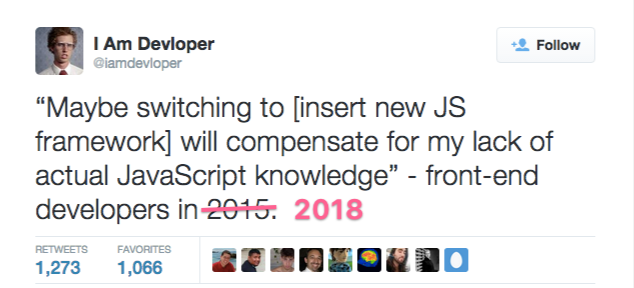 I Am Devloper
@iamdevloper
Follow
“Maybe switching to [insert new JS
framework] will compensate for my lack of
actual JavaScript knowledge” - front-end
developers in 2015. 2018
RETWEETS FAVORITES
1,273 1,066